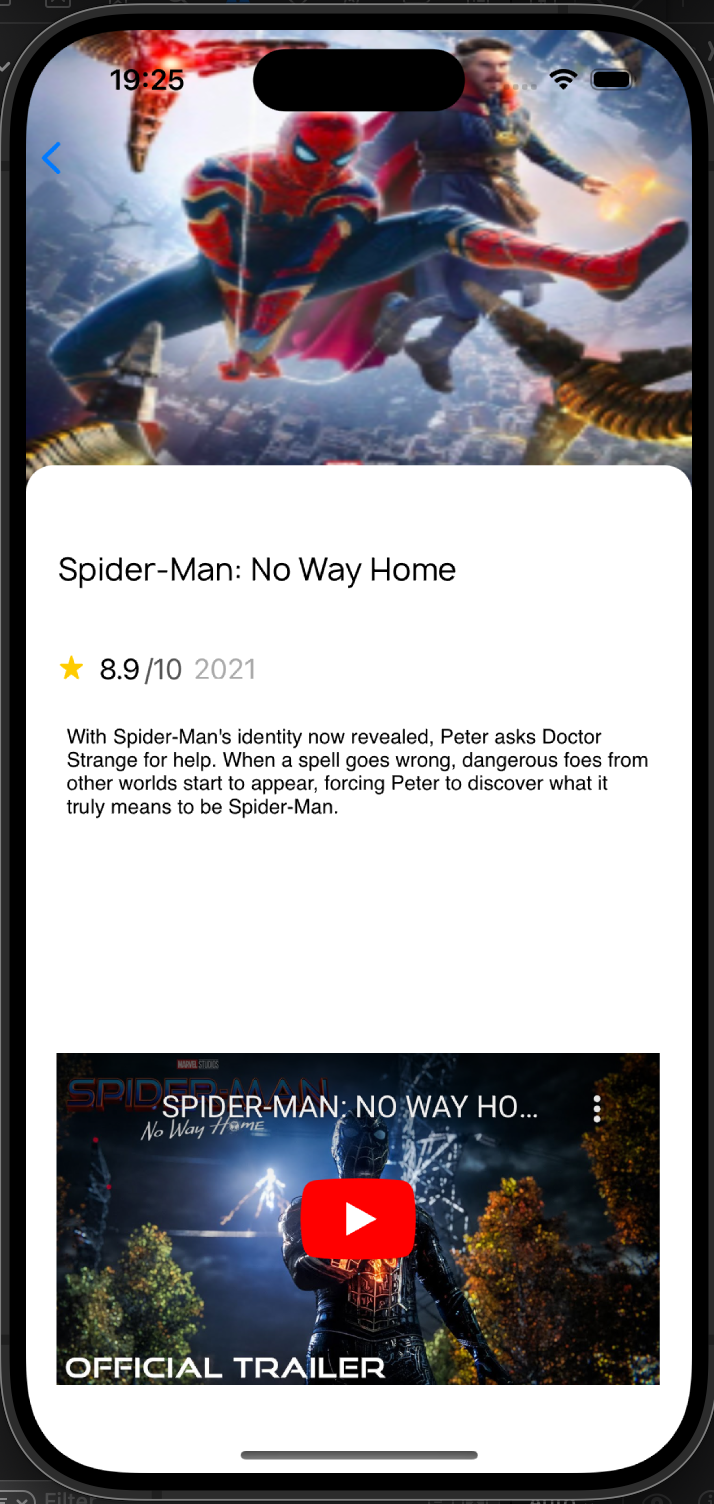 19:25
Spider-Man: No Way Home
8.9 /10 2021
With Spider-Man's identity now revealed, Peter asks Doctor
Strange for help. When a spell goes wrong, dangerous foes from
other worlds start to appear, forcing Peter to discover what it
truly means to be Spider-Man.
MARVEL STUDIOS
SPIDER-MAN
SPIDER-MAN: NO WAY HO...
No Way Home
OFFICIAL TRAILER
Filter